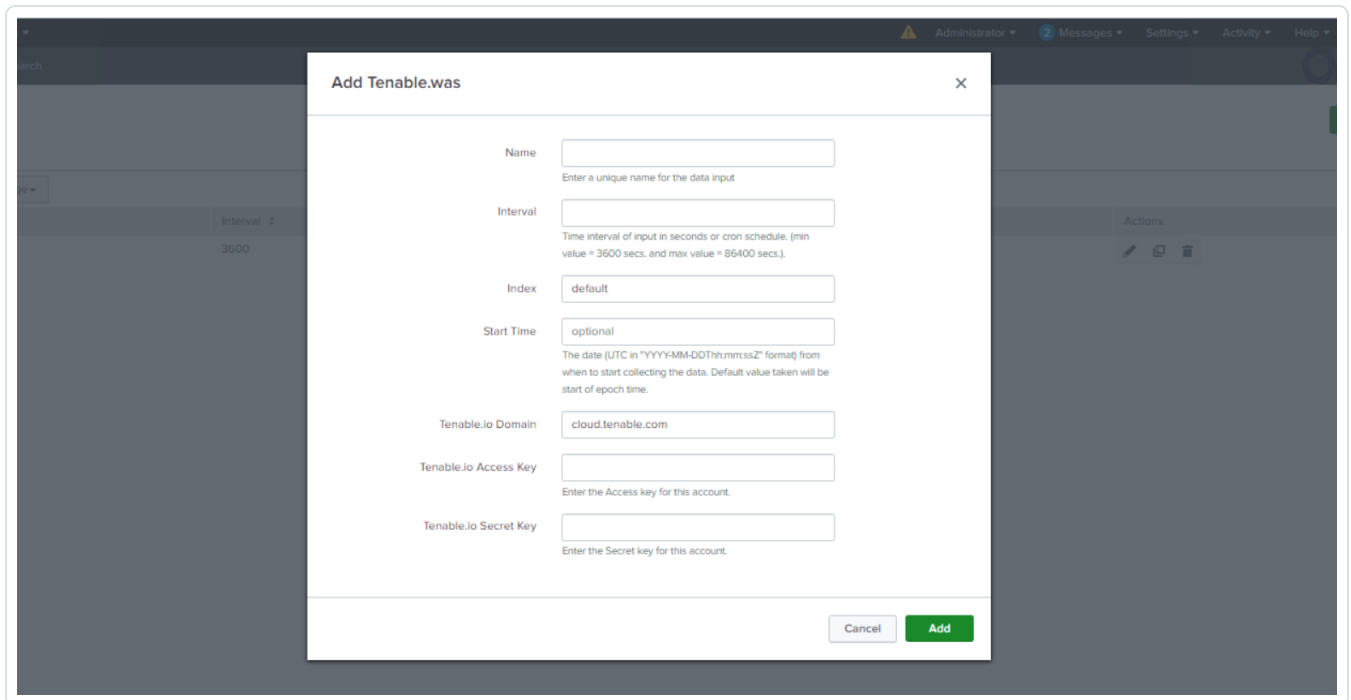 Administrator
2 Messages
Settings
Activity
Help
Add Tenable.was
Name
Enter a unique name for the data input
Interval
Time interval of input in seconds or cron schedule. (min
value = 3600 secs. and max value = 86400 secs.).
Interval
Actions
3600
Index
default
Start Time
optional
The date (UTC in "YYYY-MM-DDThh:mm:ssZ" format) from
when to start collecting the data. Default value taken will be
start of epoch time.
Tenable.io Domain
cloud.tenable.com
Tenable.io Access Key
Enter the Access key for this account.
Tenable.io Secret Key
Enter the Secret key for this account.
Cancel
Add